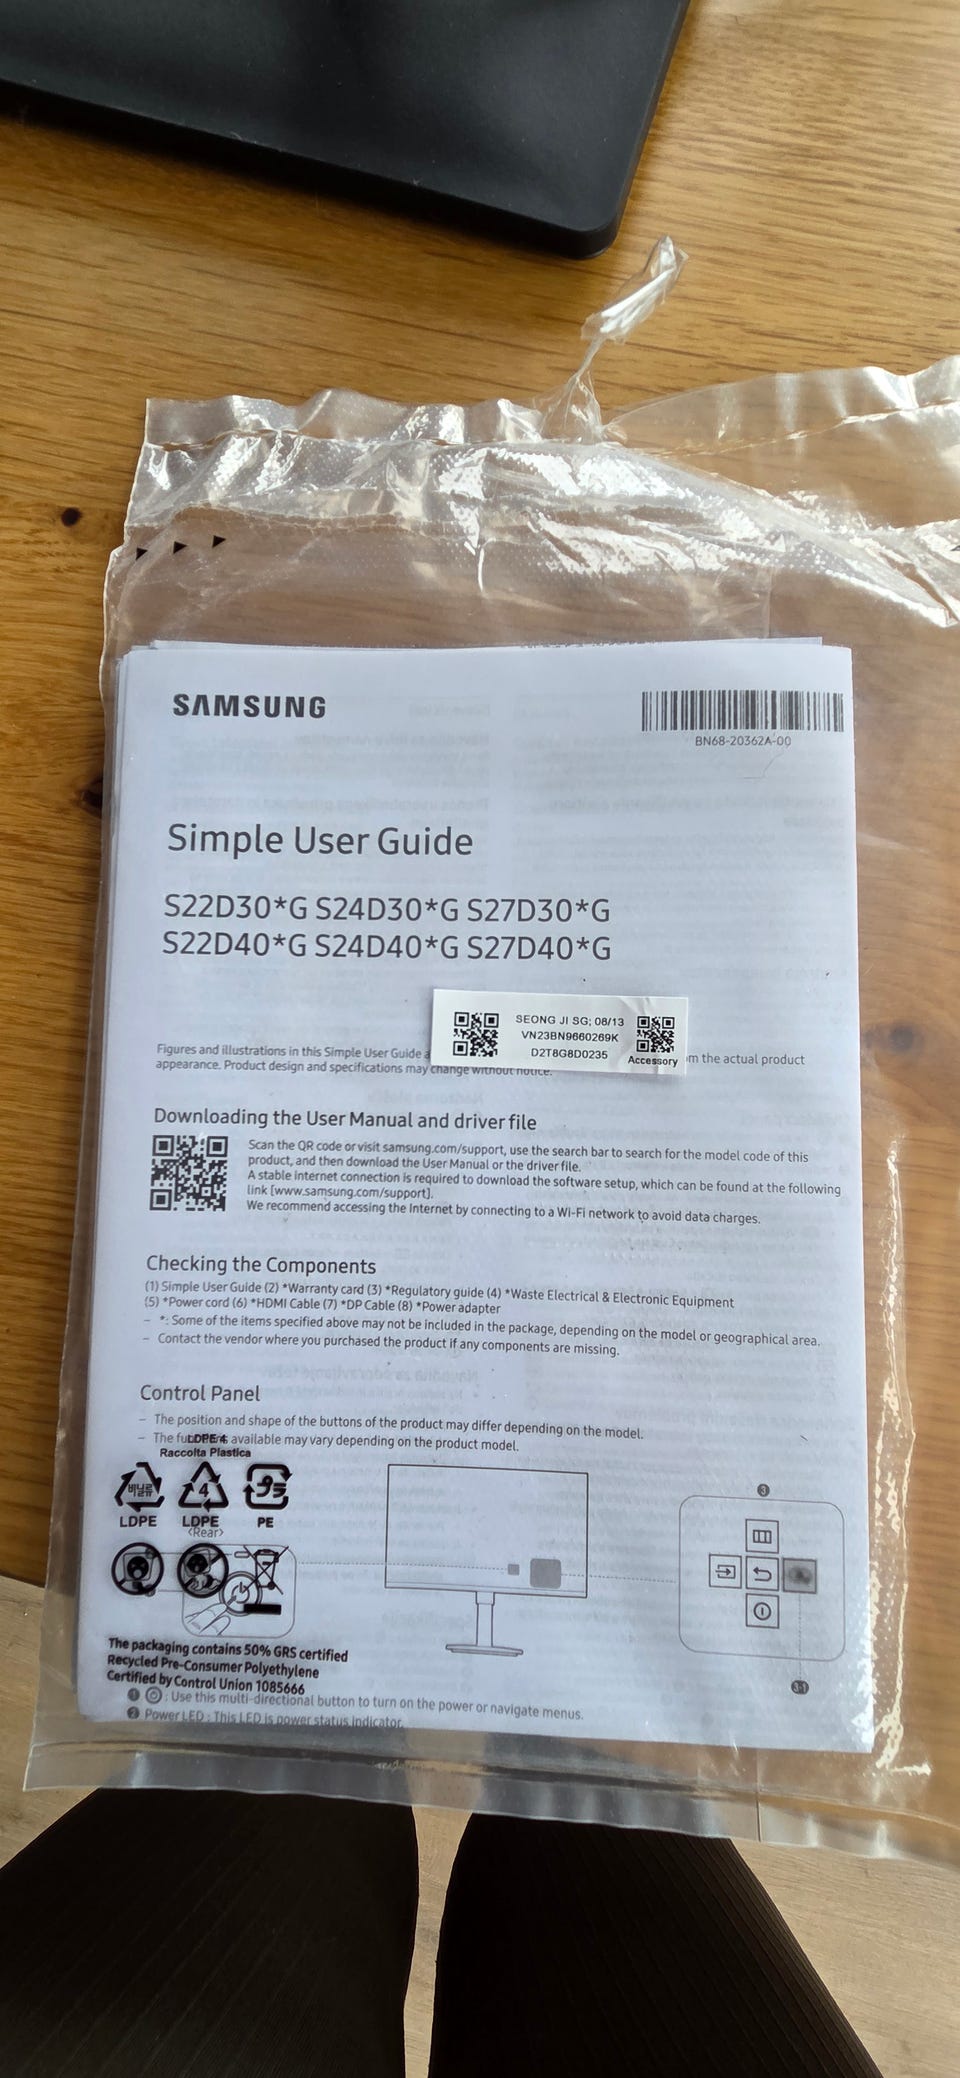 SAMSUNG
BN68-20362A-00
Simple User Guide
S22D30*G S24D30*G S27D30*G
S22D40*G S24D40*G S27D40*G
SEONG JI SG; 08/13
VN23BN9660269K
D2T8G8D0235
Accessory
Figures and illustrations in this Simple User Guide
m the actual product
appearance. Product design and specifications may change without notice.
Downloading the User Manual and driver file
Scan the QR code or visit samsung.com/support, use the search bar to search for the model code of this
product, and then download the User Manual or the driver file.
A stable internet connection is required to download the software setup, which can be found at the following
link [www.samsung.com/support].
We recommend accessing the Internet by connecting to a Wi-Fi network to avoid data charges.
Checking the Components
(1) Simple User Guide (2) *Warranty card (3) *Regulatory guide (4) *Waste Electrical & Electronic Equipment
(5) *Power cord (6) *HDMI Cable (7) *DP Cable (8) *Power adapter
– *: Some of the items specified above may not be included in the package, depending on the model or geographical area.
– Contact the vendor where you purchased the product if any components are missing.
Control Panel
– The position and shape of the buttons of the product may differ depending on the model.
– The available may vary depending on the product model.
LDPE 4
Raccolta Plastica
비닐류
4
LDPE
LDPE
PE
<Rear>
3
3-1
The packaging contains 50% GRS certified
Recycled Pre-Consumer Polyethylene
Certified by Control Union 1085666
1 : Use this multi-directional button to turn on the power or navigate menus.
2 Power LED : This LED is power status indicator.